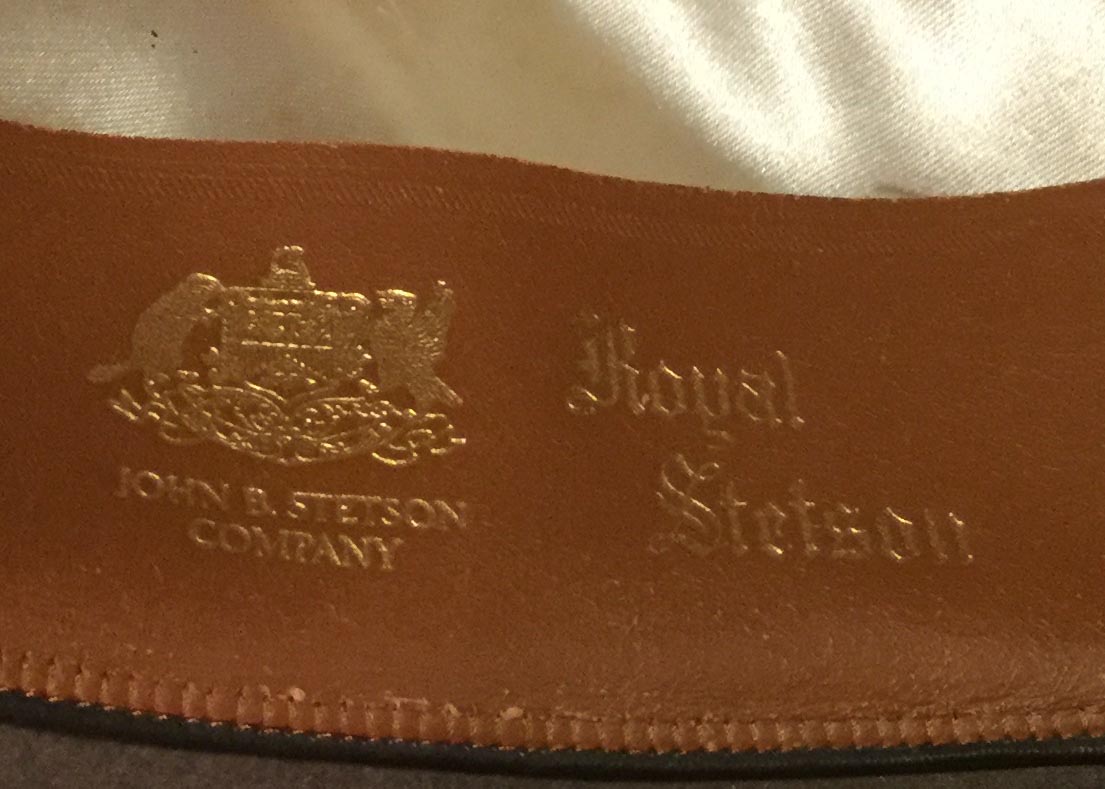 JOHN B. STETSON
COMPANY
Royal
Stetson